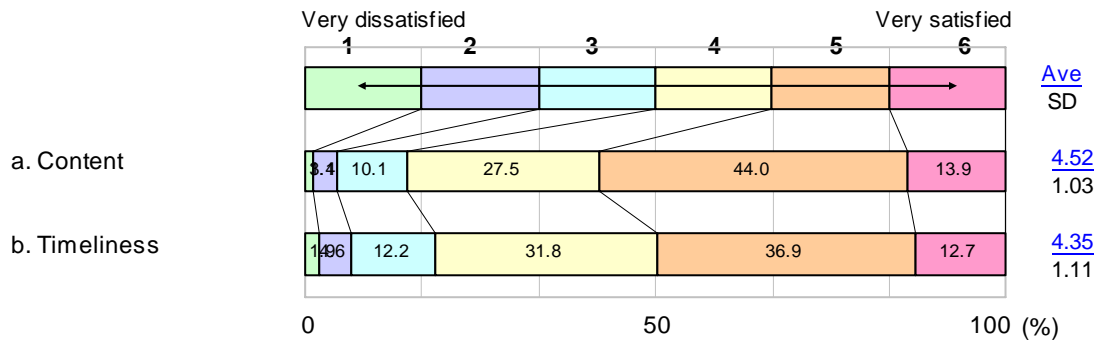 Very dissatisfied Very satisfied
1 2 3 4 5 6
Ave
SD
a. Content 10.1 27.5 44.0 13.9 4.52
1.03
b. Timeliness 12.2 31.8 36.9 12.7 4.35
1.11
0 50 100 (%)